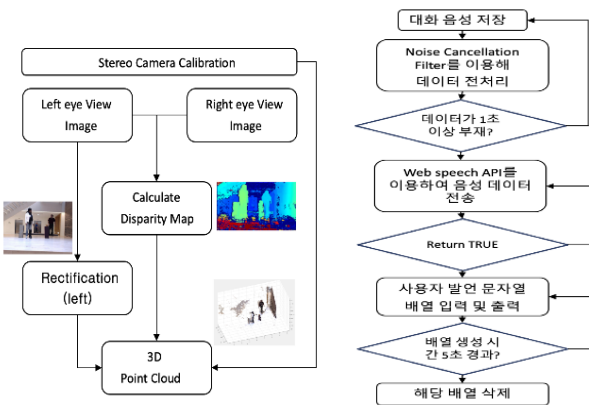 Stereo Camera Calibration
Left eye View
Image
Right eye View
Image
Calculate
Disparity Map
Rectification
(left)
3D
Point Cloud
대화 음성 저장
Noise Cancellation
Filter를 이용해
데이터 전처리
데이터가 1초
이상 부재?
Web speech API를
이용하여 음성 데이터
전송
Return TRUE
사용자 발언 문자열
배열 입력 및 출력
배열 생성 시
간 5초 경과?
해당 배열 삭제